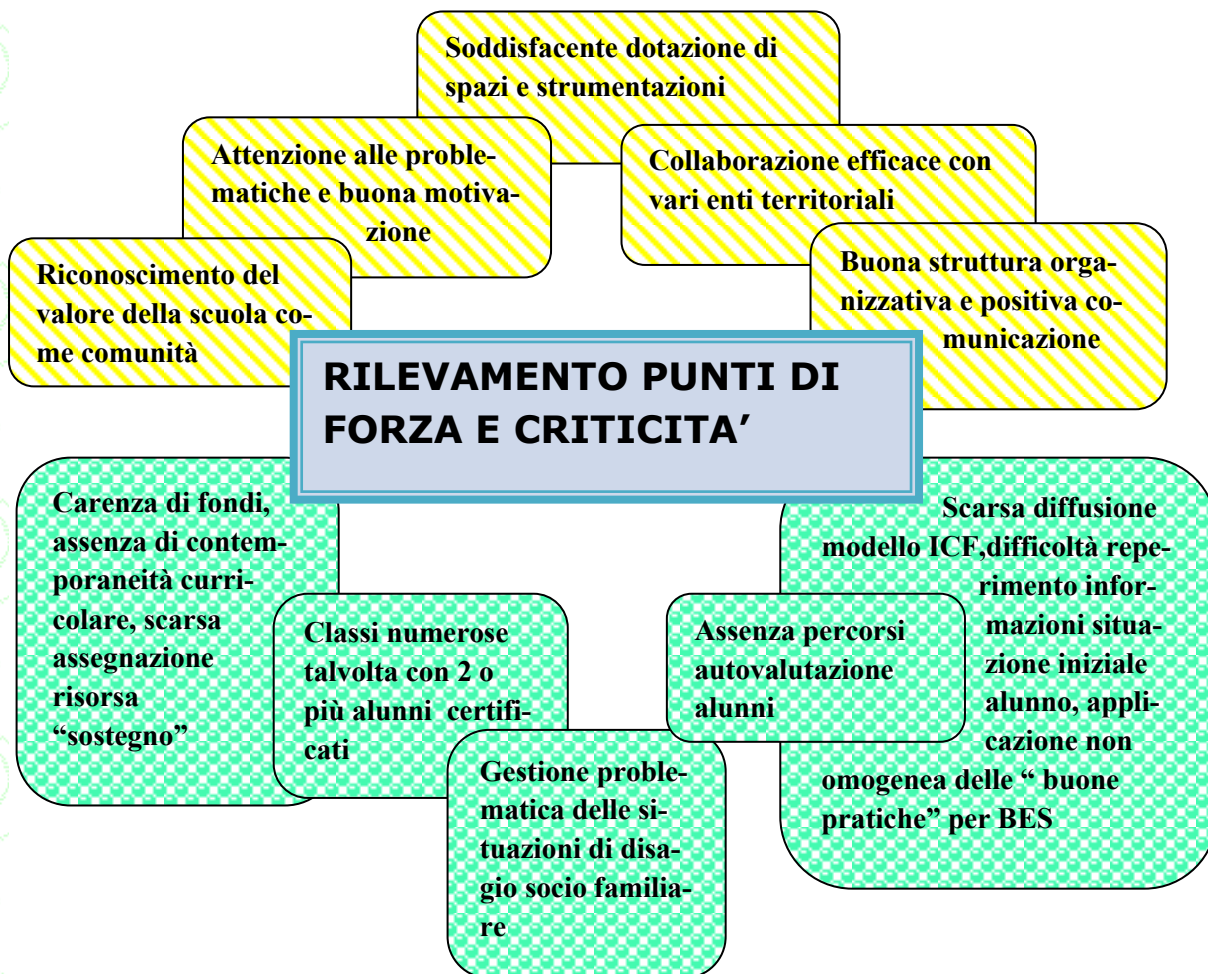 Soddisfacente dotazione di
spazi e strumentazioni
Attenzione alle proble-
matiche e buona motiva-
zione
Collaborazione efficace con
vari enti territoriali
Riconoscimento del
valore della scuola co-
me comunità
Buona struttura orga-
nizzativa e positiva co-
municazione
RILEVAMENTO PUNTI DI
FORZA E CRITICITA’
Carenza di fondi,
assenza di contem-
poraneità curri-
colare, scarsa
assegnazione
risorsa
“sostegno”
Classi numerose
talvolta con 2 o
più alunni certifi-
cati
Gestione proble-
matica delle si-
tuazioni di disa-
gio socio familia-
re
Assenza percorsi
autovalutazione
alunni
Scarsa diffusione
modello ICF,difficoltà repe-
rimento infor-
mazioni situa-
zione iniziale
alunno, appli-
cazione non
omogenea delle “ buone
pratiche” per BES